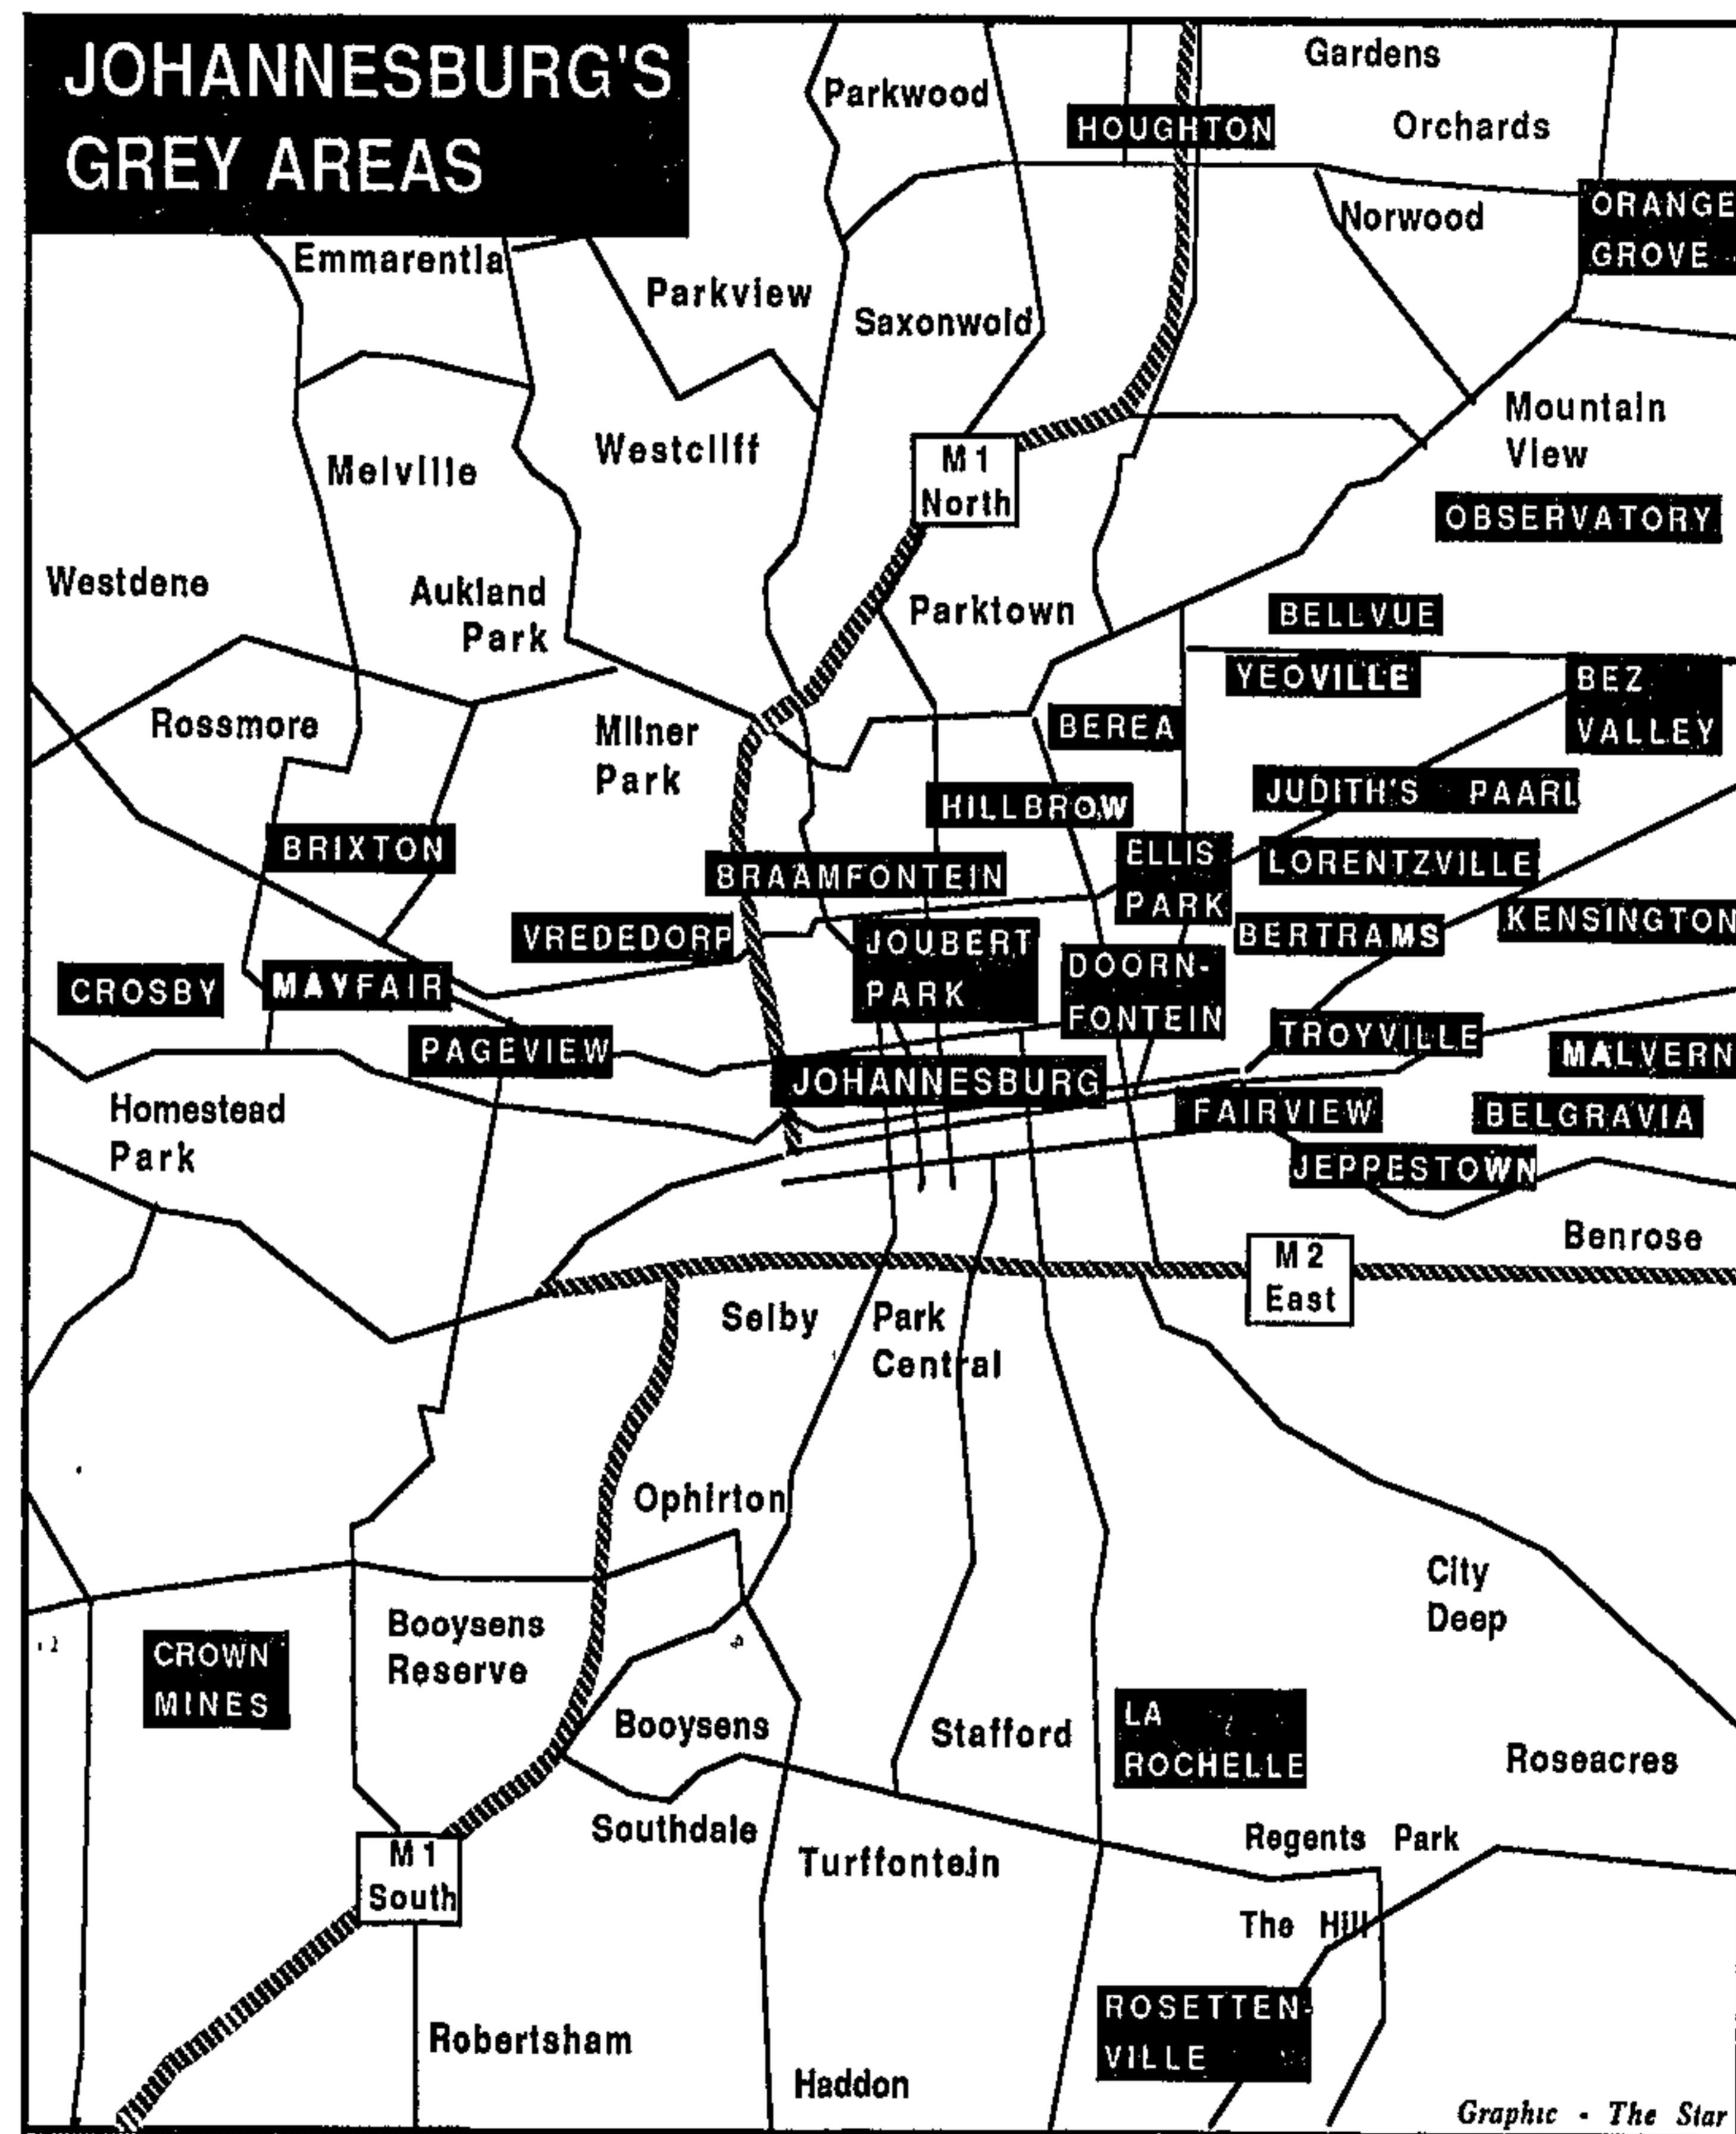 JOHANNESBURG'S
GREY AREAS
Gardens
Parkwood
HOUGHTON
Orchards
ORANGE
GROVE
Norwood
Emmarentia
Parkview
Saxonwold
Mountain
View
Westcliff
Melville
M1
North
OBSERVATORY
Westdene
Aukland
Park
Parktown
BELLVUE
YEOVILLE
BEZ
VALLEY
Rossmore
Milner
Park
BEREA
JUDITH'S PAARL
HILLBROW
BRIXTON
BRAAMFONTEIN
ELLIS
PARK
LORENTZVILLE
KENSINGTON
VREDEDORP
JOUBERT
PARK
BERTRAMS
DOORN-
FONTEIN
CROSBY
MAYFAIR
PAGEVIEW
TROYVILLE
MALVERN
JOHANNESBURG
Homestead
Park
FAIRVIEW
BELGRAVIA
JEPPESTOWN
Benrose
M2
East
Selby
Park
Central
Ophirton
City
Deep
CROWN
MINES
Booysens
Reserve
Booysens
Stafford
LA
ROCHELLE
Roseacres
Southdale
Turffontein
Regents Park
M1
South
The Hill
ROSETTEN-
VILLE
Robertsham
Haddon
Graphic - The Star